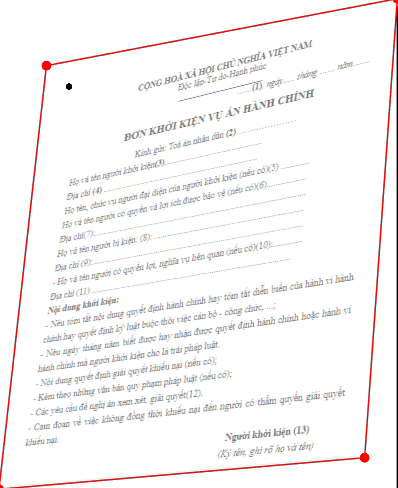 CỘNG HOÀ XÃ HỘI CHỦ NGHĨA VIỆT NAM
Độc lập-Tự do-Hạnh phúc
......(1), ngày..... tháng ...... năm.......
ĐƠN KHỞI KIỆN VỤ ÁN HÀNH CHÍNH
Kính gửi: Toà án nhân dân (2)......................
Họ và tên người khởi kiện(3)..................................
Địa chỉ (4) .....................................................
Họ tên, chức vụ người đại diện của người khởi kiện (nếu có)(5) ............
Họ và tên người có quyền và lợi ích được bảo vệ (nếu có)(6)................
Địa chỉ(7):.....................................................
Họ và tên người bị kiện: (8):.....................................
Địa chỉ (9):.....................................................
- Họ và tên người có quyền lợi, nghĩa vụ liên quan (nếu có)(10):............
Địa chỉ (11) .....................................................
Nội dung khởi kiện:
- Nêu tóm tắt nội dung quyết định hành chính hay tóm tắt diễn biến của hành vi hành
chính hay quyết định kỷ luật buộc thôi việc cán bộ - công chức, ...;
- Nêu ngày tháng năm biết được hay nhận được quyết định hành chính hoặc hành vi
hành chính mà người khởi kiện cho là trái pháp luật.
- Nội dung quyết định giải quyết khiếu nại (nếu có);
- Kèm theo những văn bản quy phạm pháp luật (nếu có);
- Các yêu cầu đề nghị án xem xét, giải quyết(12).
- Cam đoan về việc không đồng thời khiếu nại đến người có thẩm quyền giải quyết
khiếu nại.
Người khởi kiện (13)
(Ký tên, ghi rõ họ và tên)